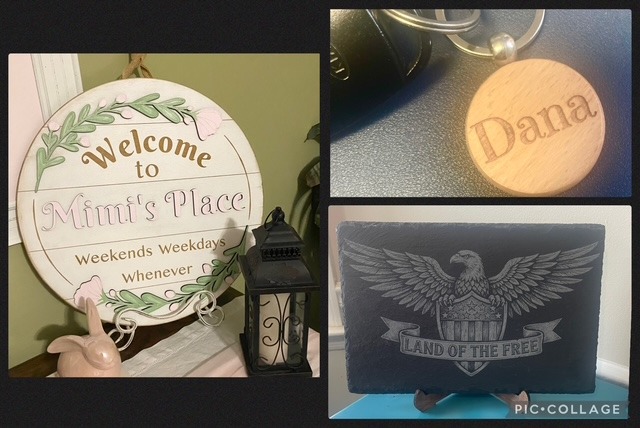 Welcome
to
Mimi's Place
Weekends Weekdays
Whenever
Dana
LAND OF THE FREE
PIC•COLLAGE